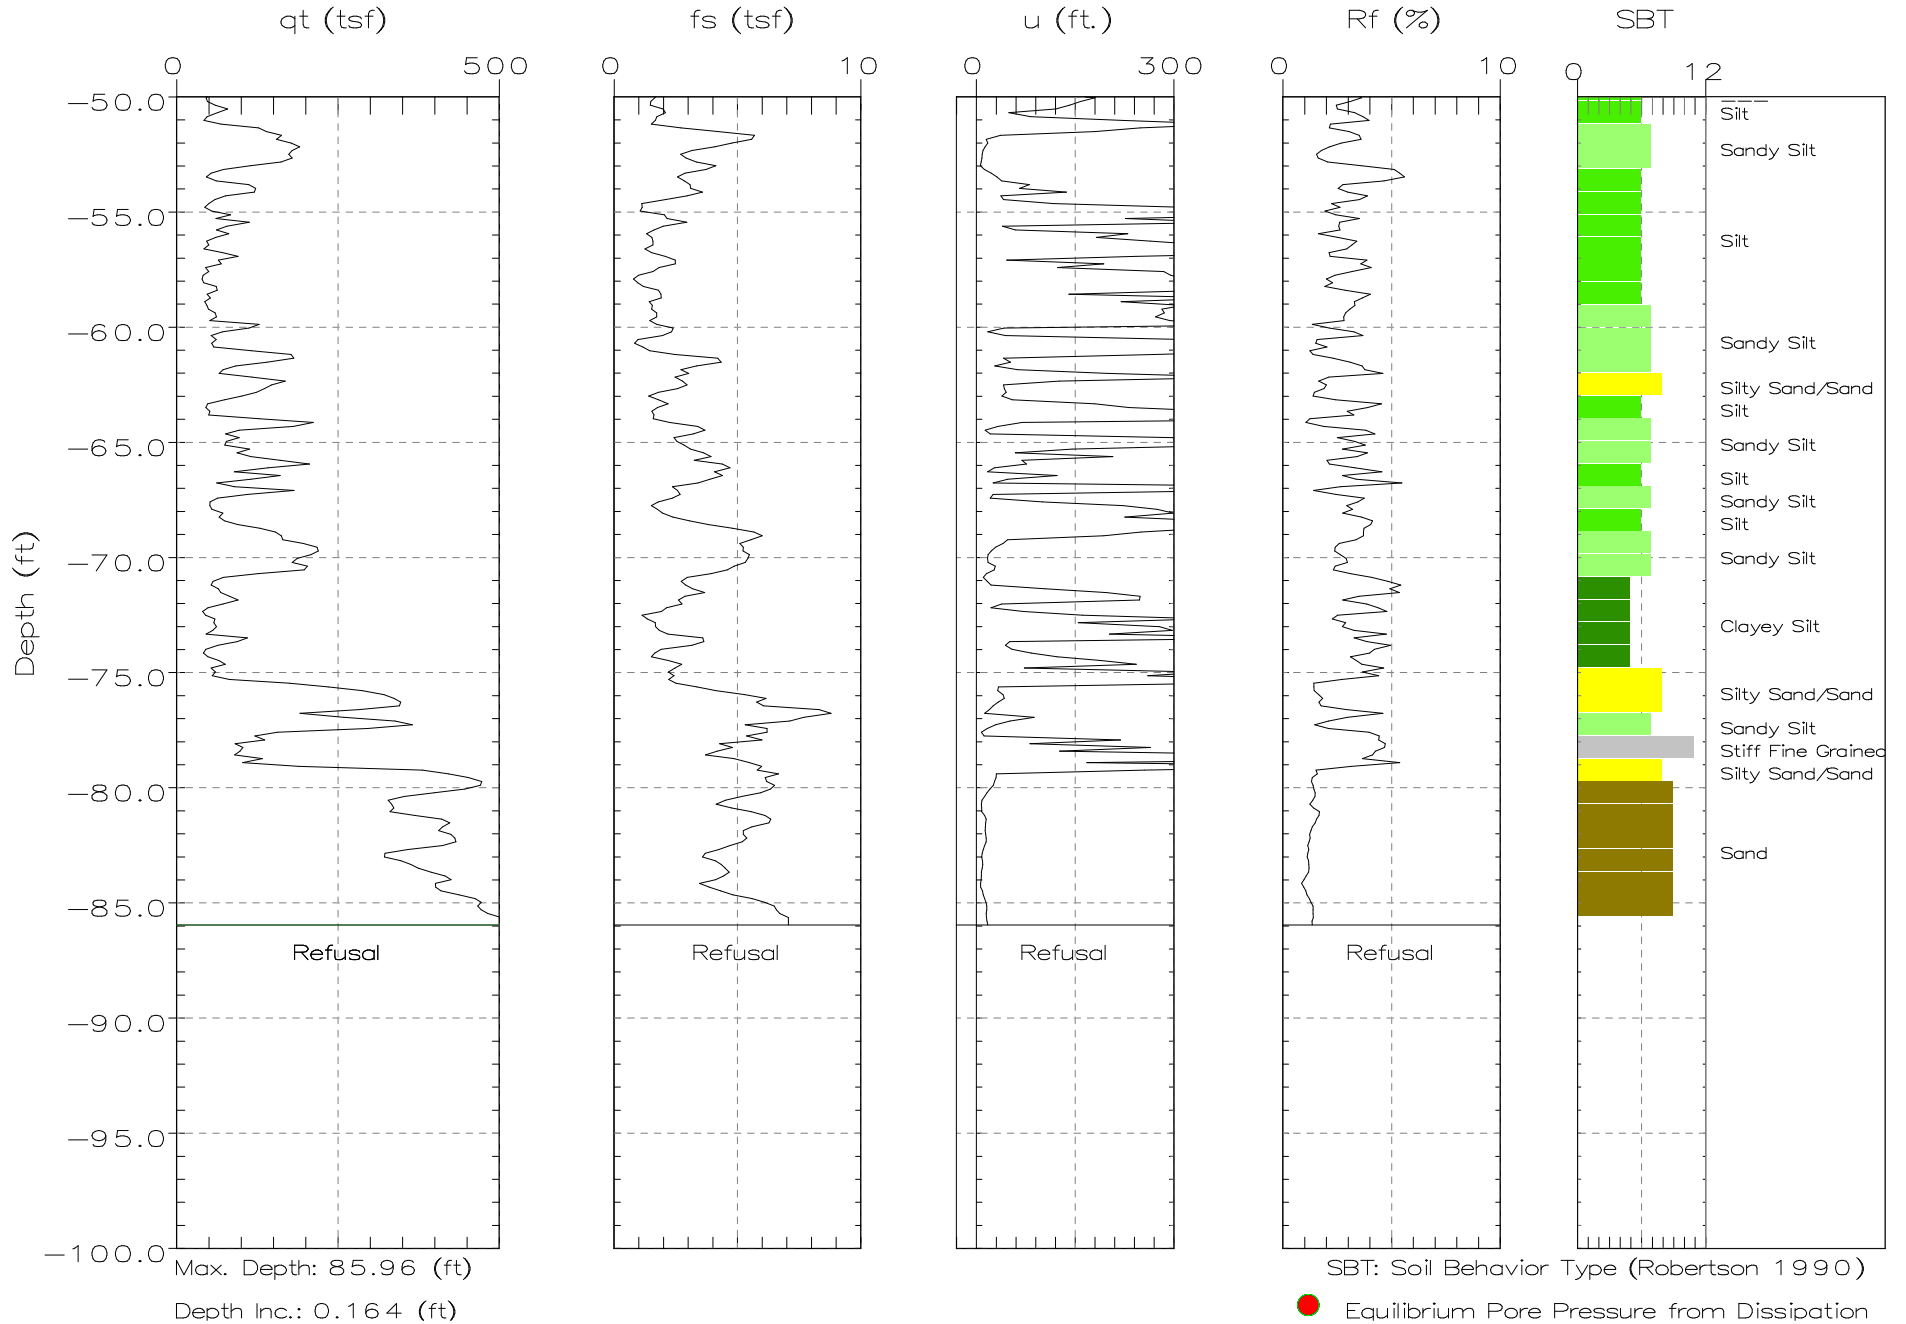 qt (tsf) fs (tsf) u (ft.) Rf (%) SBT
0 500 0 10 0 300 0 10 0 12
-50.0
Silt
Sandy Silt
-55.0
Silt
-60.0
Sandy Silt
Silty Sand/Sand
Silt
-65.0
Sandy Silt
Silt
Sandy Silt
Silt
-70.0
Sandy Silt
Clayey Silt
Depth (ft)
-75.0
Silty Sand/Sand
Sandy Silt
Stiff Fine Grained
Silty Sand/Sand
-80.0
Sand
-85.0
Refusal Refusal Refusal Refusal
-90.0
-95.0
-100.0
Max. Depth: 85.96 (ft) SBT: Soil Behavior Type (Robertson 1990)
Depth Inc.: 0.164 (ft) Equilibrium Pore Pressure from Dissipation